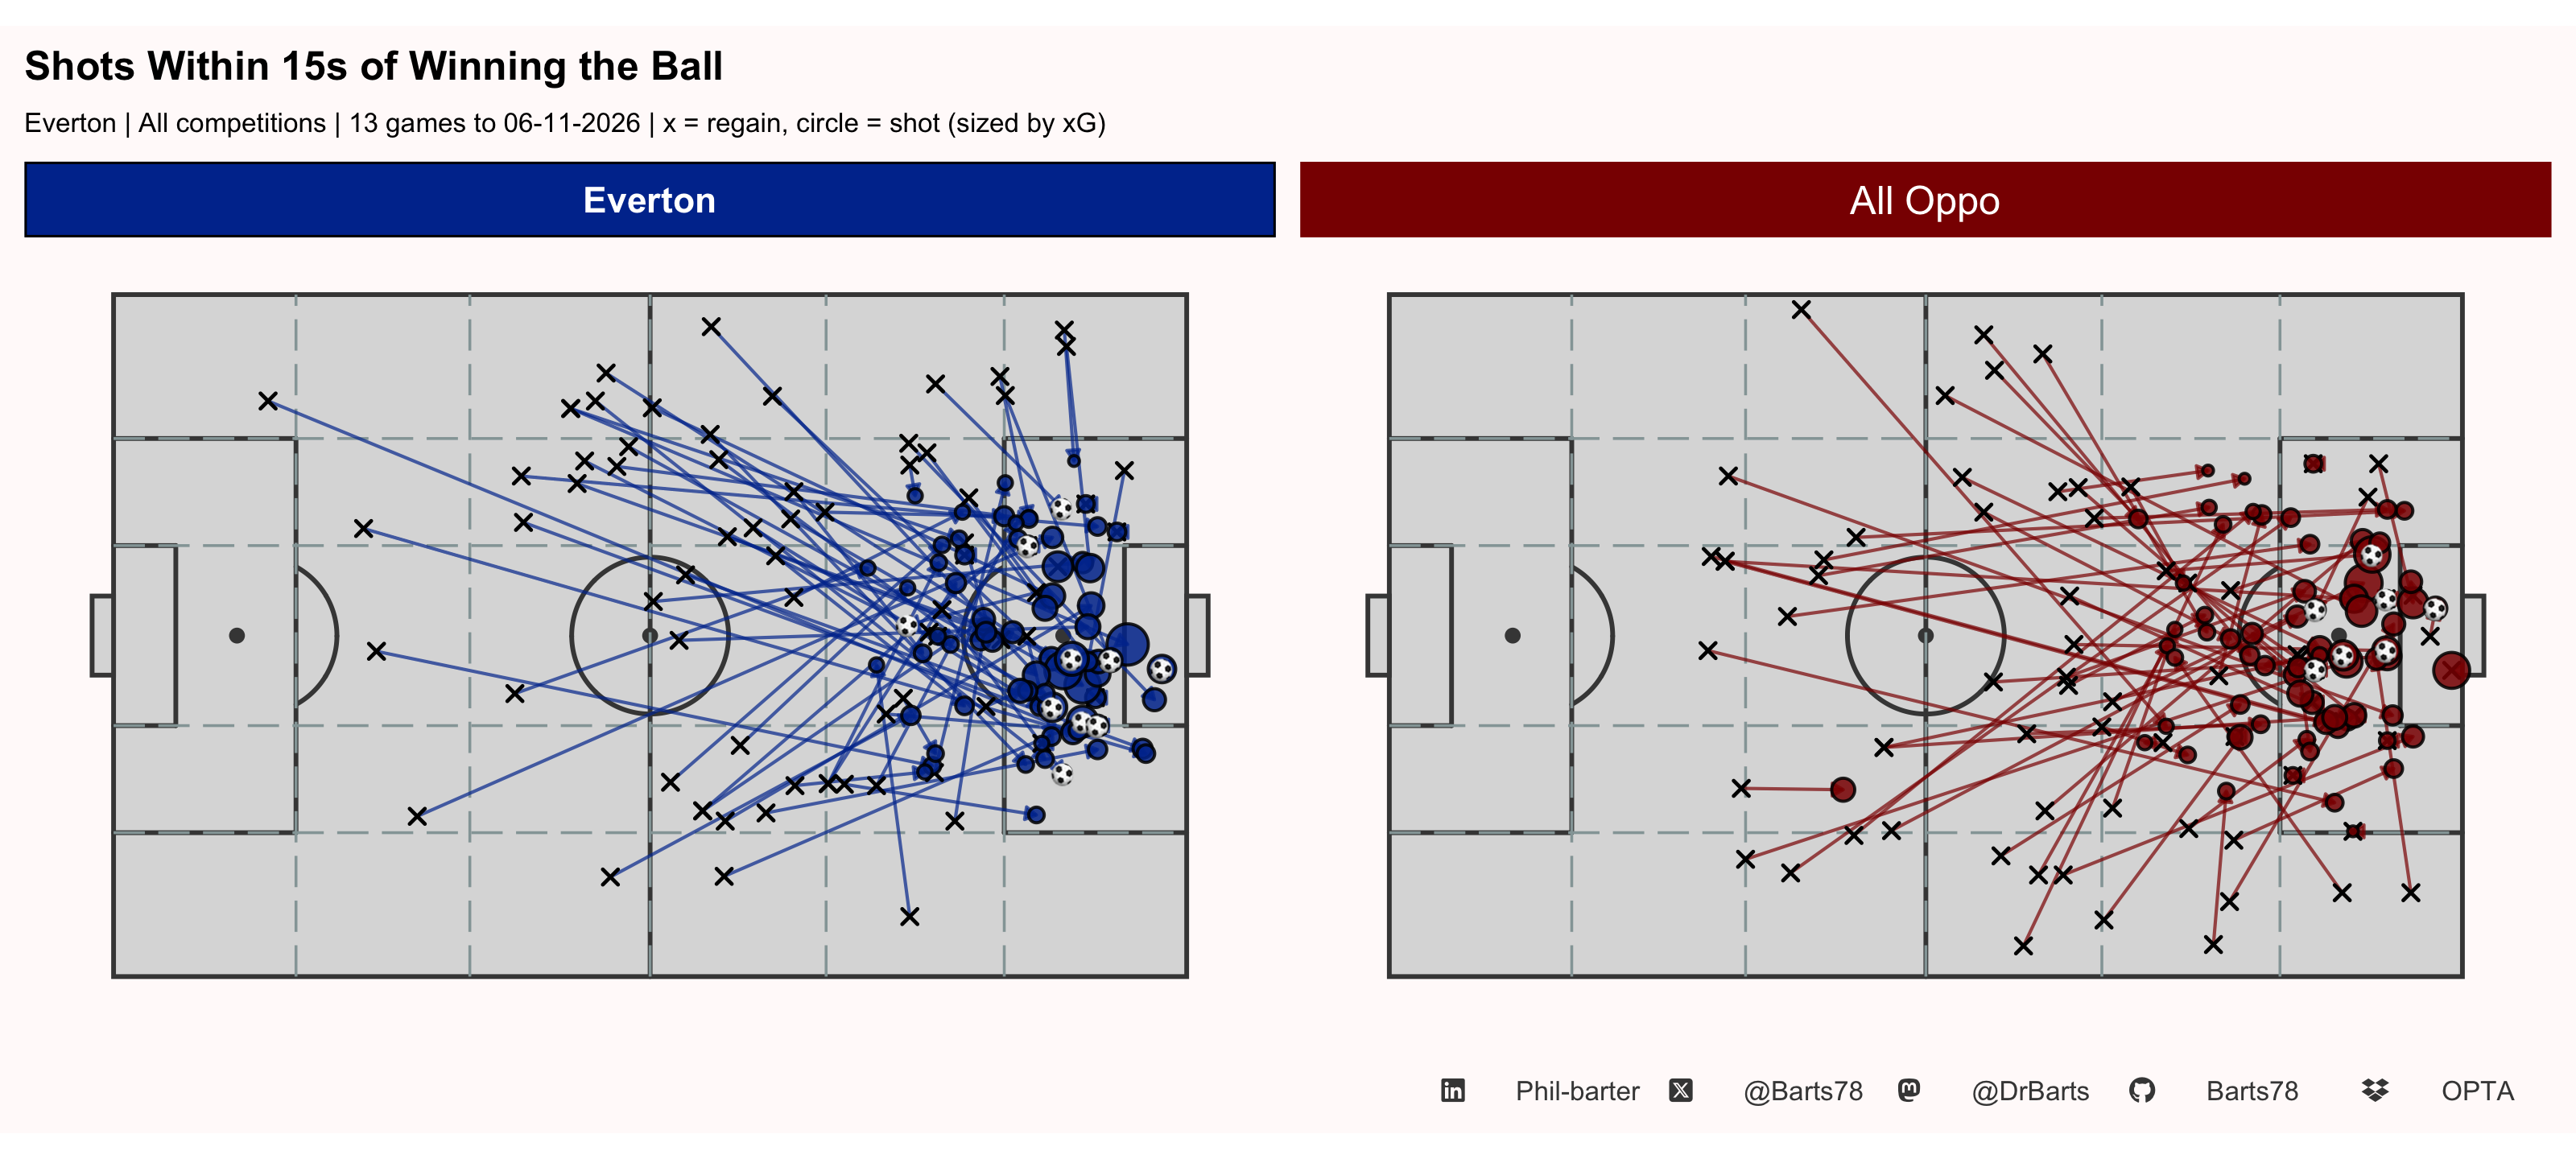 Shots Within 15s of Winning the Ball
Everton | All competitions | 13 games to 06-11-2026 | x = regain, circle = shot (sized by xG)
Everton
All Oppo
Phil-barter @Barts78 @DrBarts Barts78 OPTA